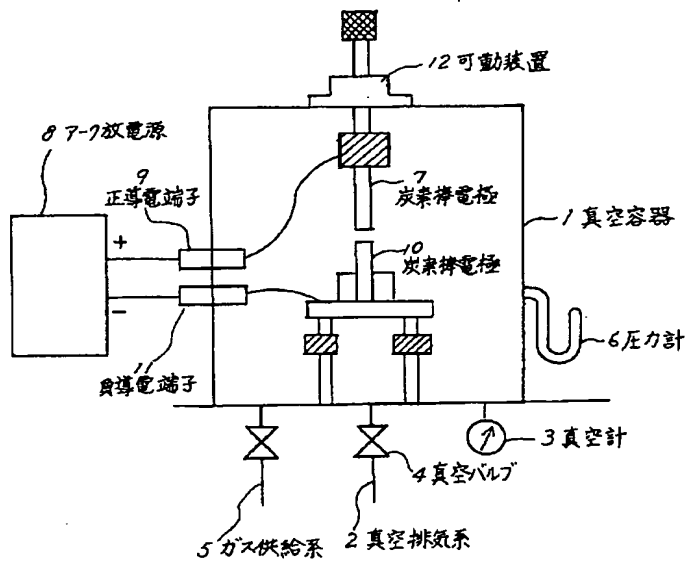 12 可動装置
8 アーク放電源
9
正導電端子
7
炭素棒電極
1 真空容器
+
10
炭素棒電極
−
6 圧力計
11
負導電端子
3 真空計
4 真空バルブ
5 ガス供給系
2 真空排気系